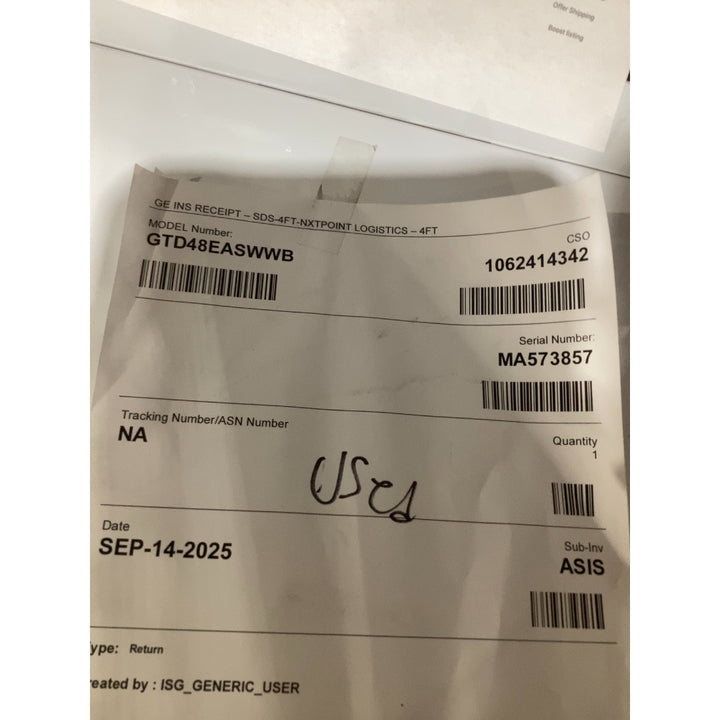 Offer Shipping
Boost listing
GE INS RECEIPT – SDS-4FT-NXTPOINT LOGISTICS – 4FT
MODEL Number:
GTD48EASWWB
CSO
1062414342
Serial Number:
MA573857
Tracking Number/ASN Number
NA
Quantity
1
used
Date
SEP-14-2025
Sub-Inv
ASIS
ype: Return
reated by : ISG_GENERIC_USER